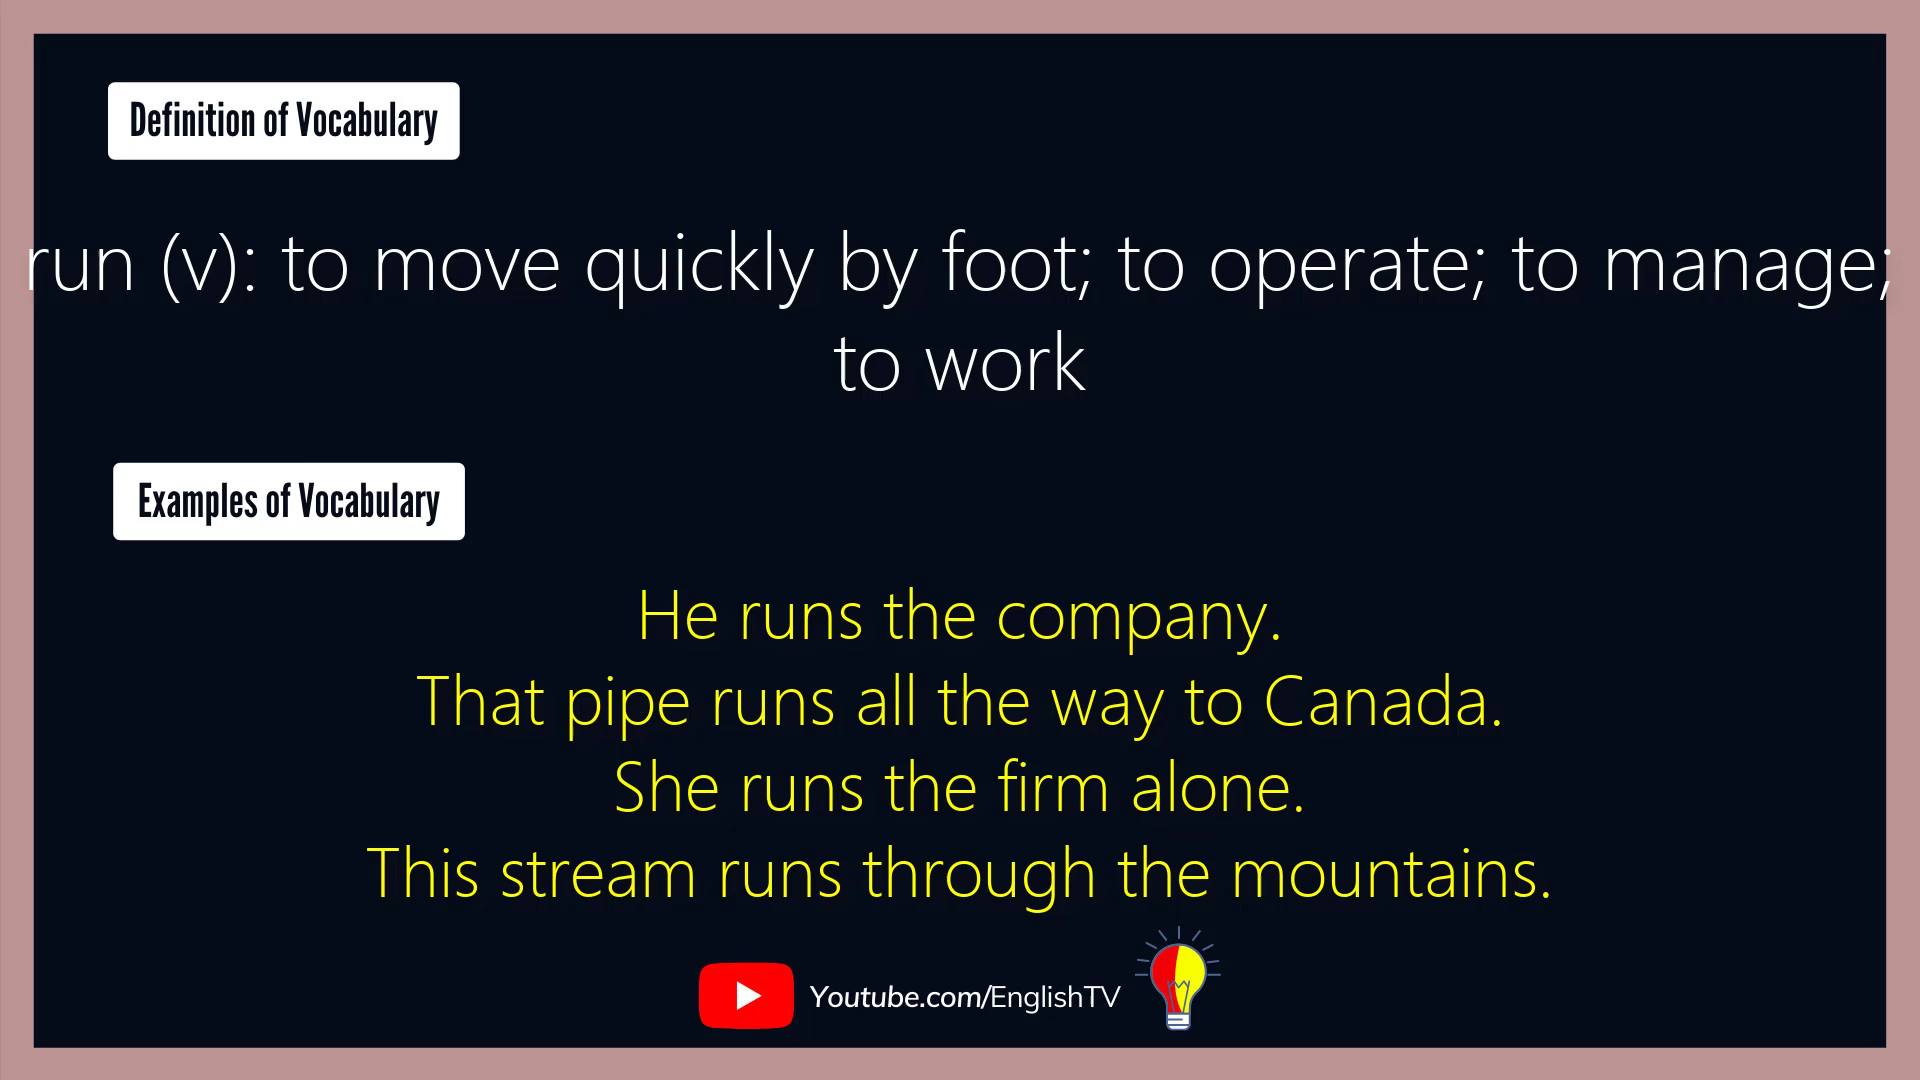 Definition of Vocabulary
run (v): to move quickly by foot; to operate; to manage;
to work
Examples of Vocabulary
He runs the company.
That pipe runs all the way to Canada.
She runs the firm alone.
This stream runs through the mountains.
Youtube.com/EnglishTV